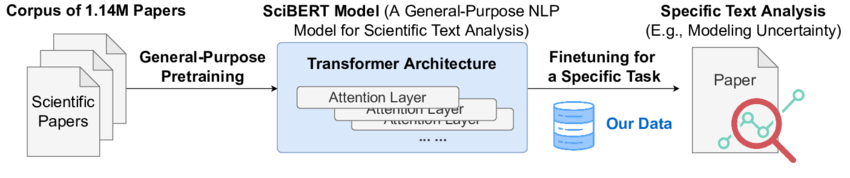 Corpus of 1.14M Papers
Scientific
Papers
General-Purpose
Pretraining
SciBERT Model (A General-Purpose NLP
Model for Scientific Text Analysis)
Transformer Architecture
Attention Layer
Attention Layer
Attention Layer
... ...
Finetuning for
a Specific Task
Our Data
Specific Text Analysis
(E.g., Modeling Uncertainty)
Paper